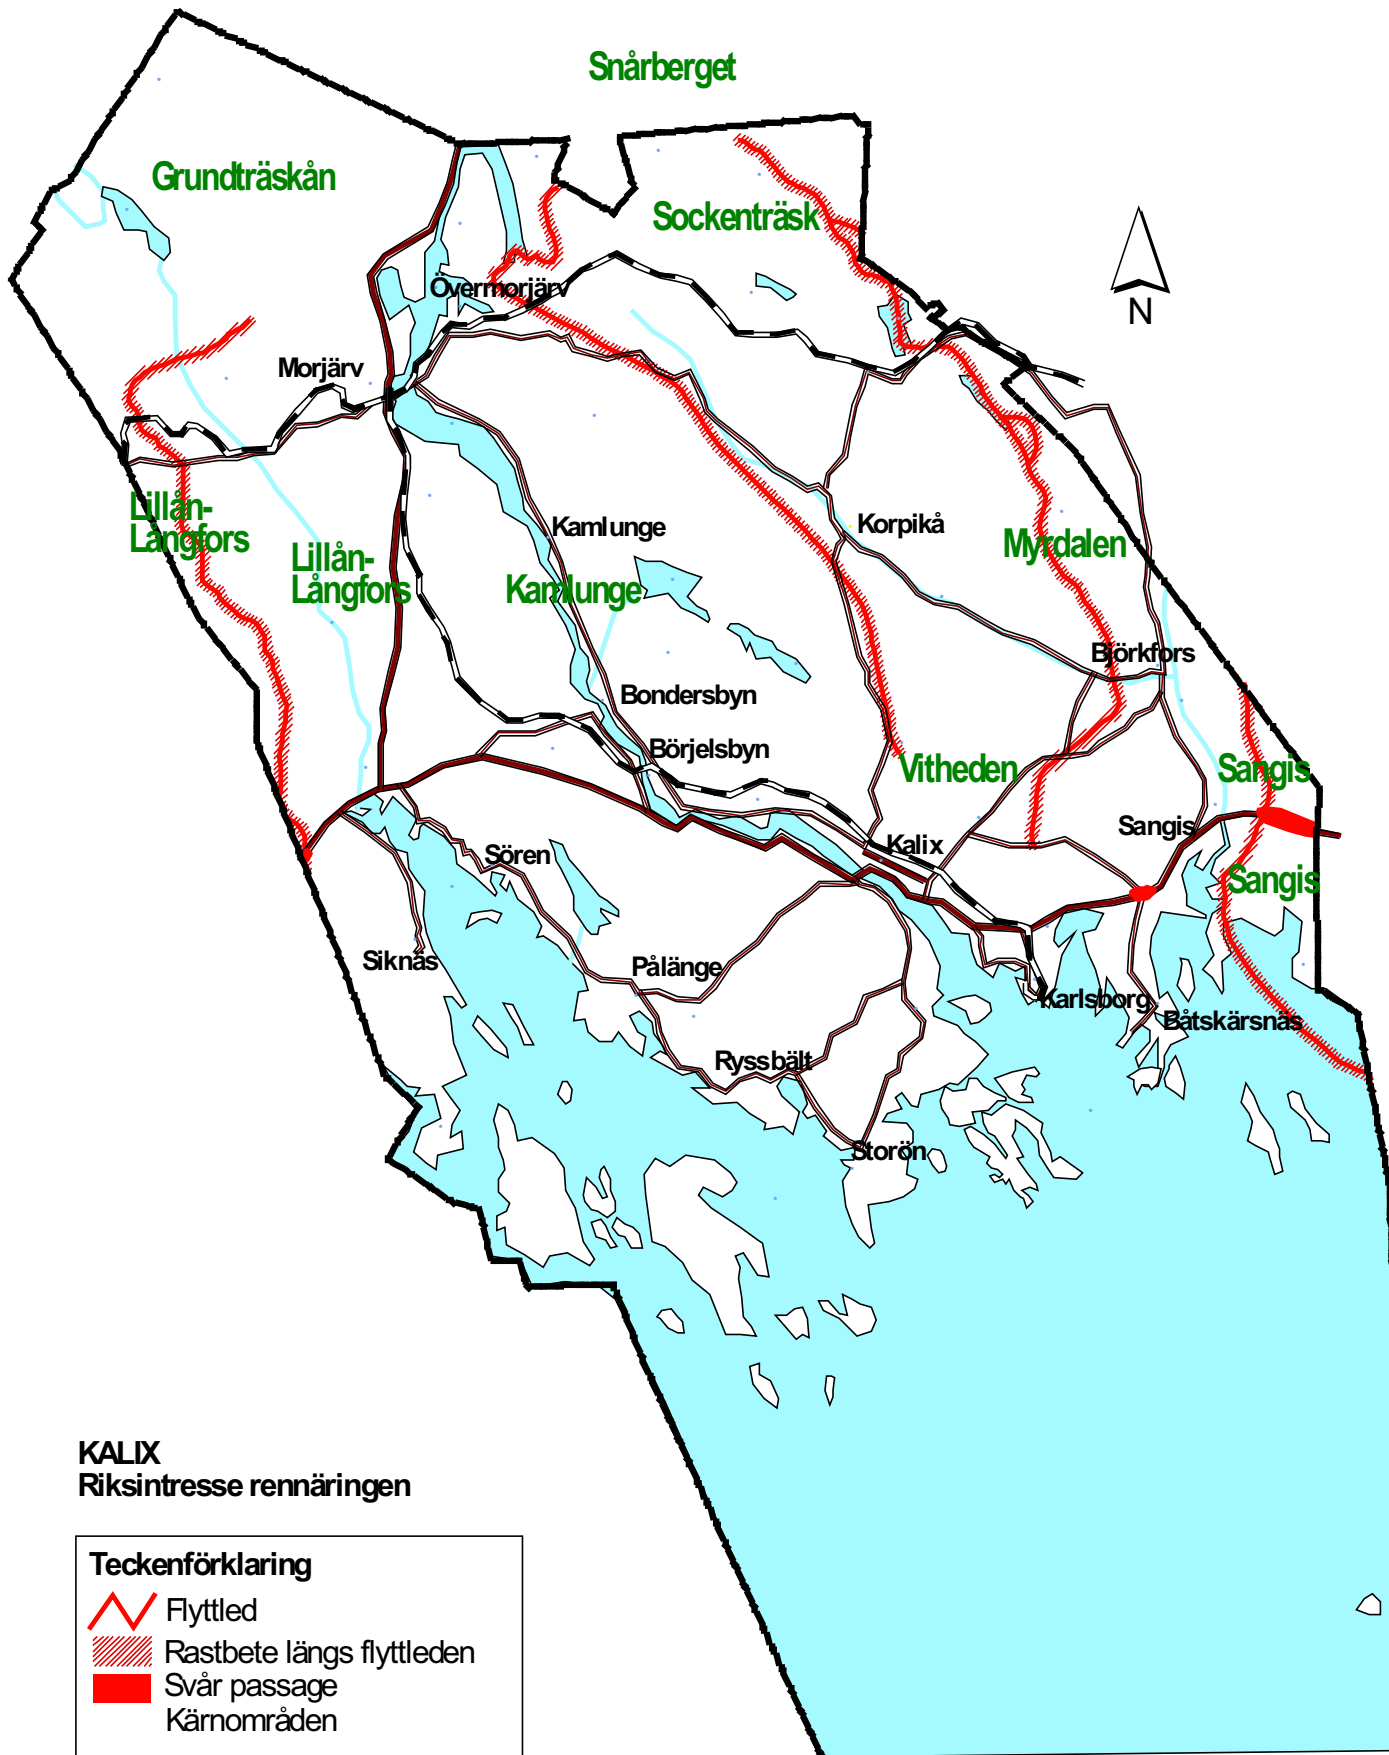 Snårberget
Grundträskån
Sockenträsk
N
Övermorjärv
Morjärv
Lillån-
Långfors
Lillån-
Långfors
Kamlunge
Kamlunge
Korpikå
Myrdalen
Björkfors
Bondersbyn
Börjelsbyn
Vitheden
Sangis
Sangis
Kalix
Sören
Sangis
Siknäs
Pålänge
Karlsborg
Båtskärsnäs
Ryssbält
Storön
KALIX
Riksintresse rennäringen
Teckenförklaring
Flyttled
Rastbete längs flyttleden
Svår passage
Kärnområden